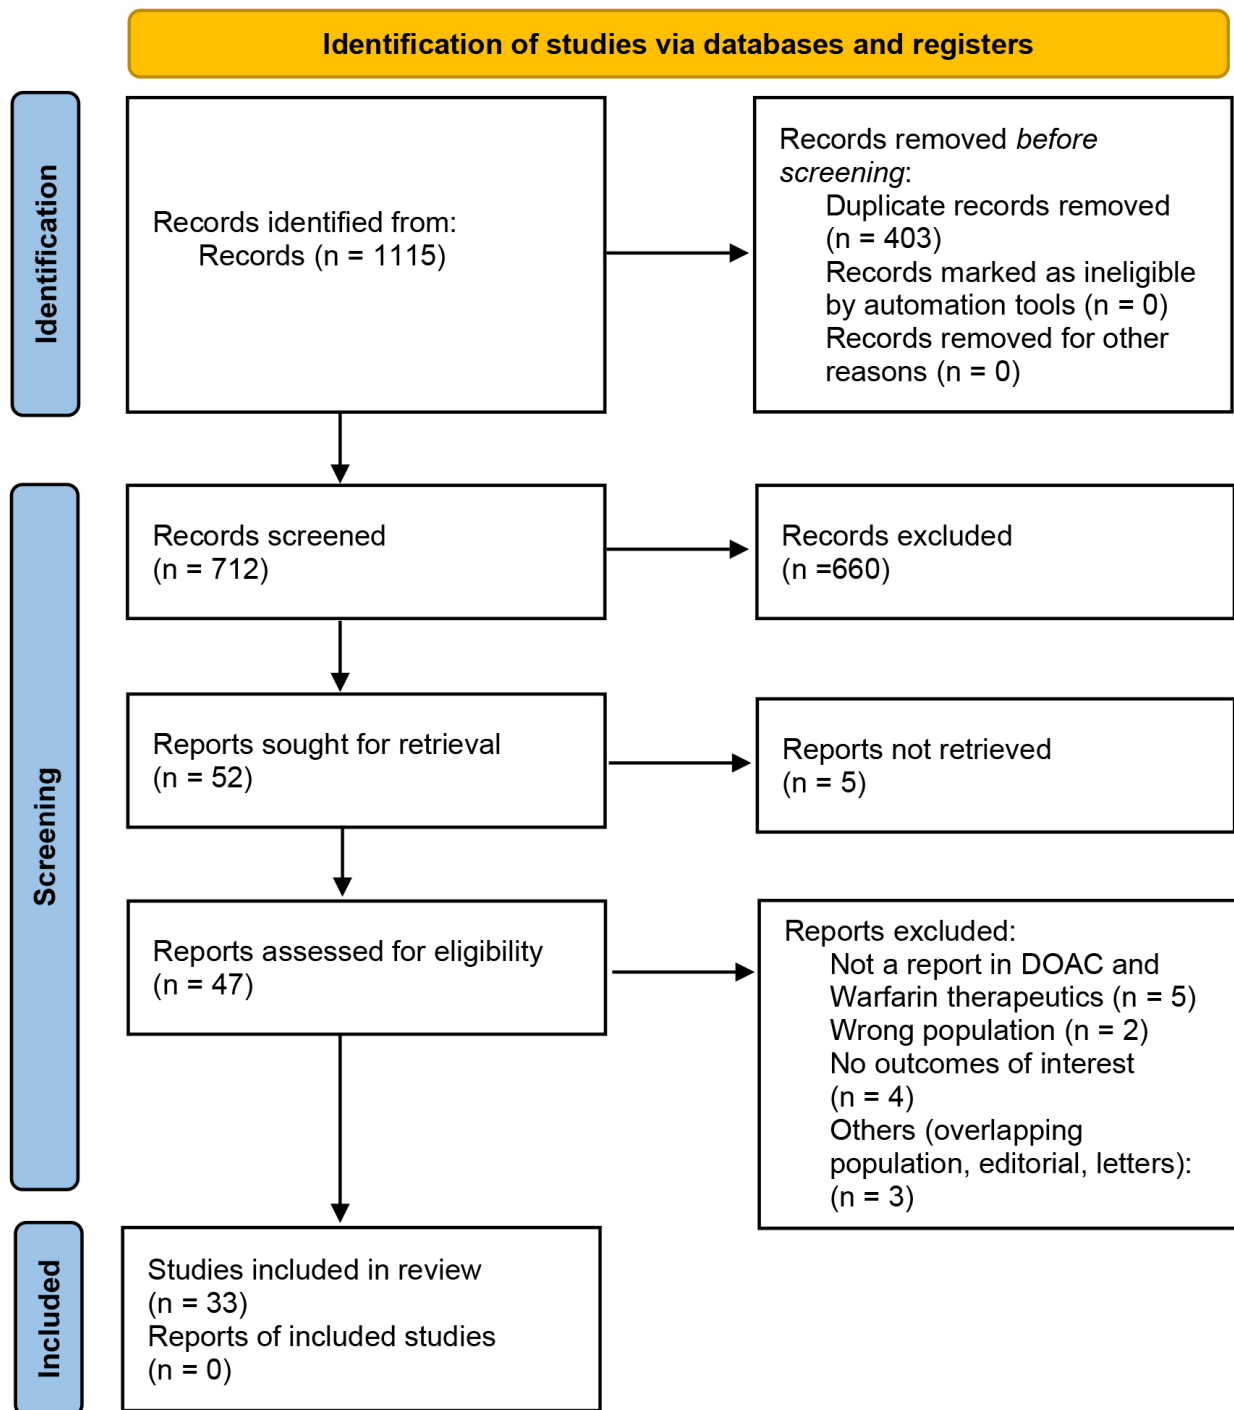 Identification of studies via databases and registers
Identification
Records identified from:
Records (n = 1115)
Records removed before
screening:
Duplicate records removed
(n = 403)
Records marked as ineligible
by automation tools (n = 0)
Records removed for other
reasons (n = 0)
Screening
Records screened
(n = 712)
Records excluded
(n =660)
Reports sought for retrieval
(n = 52)
Reports not retrieved
(n = 5)
Reports assessed for eligibility
(n = 47)
Reports excluded:
Not a report in DOAC and
Warfarin therapeutics (n = 5)
Wrong population (n = 2)
No outcomes of interest
(n = 4)
Others (overlapping
population, editorial, letters):
(n = 3)
Included
Studies included in review
(n = 33)
Reports of included studies
(n = 0)